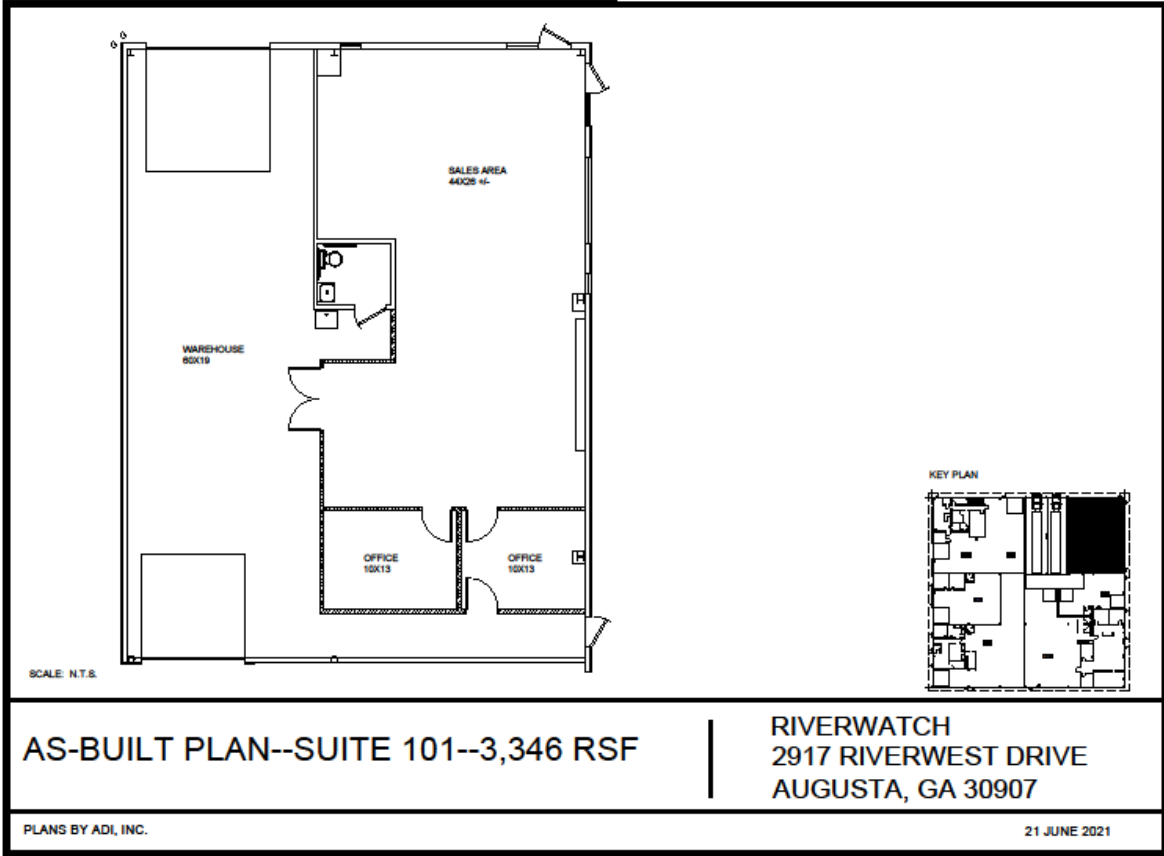 SALES AREA
44X26 +/-
WAREHOUSE
60X19
OFFICE
10X13
OFFICE
10X13
KEY PLAN
SCALE: N.T.S.
AS-BUILT PLAN--SUITE 101--3,346 RSF
RIVERWATCH
2917 RIVERWEST DRIVE
AUGUSTA, GA 30907
PLANS BY ADI, INC.
21 JUNE 2021